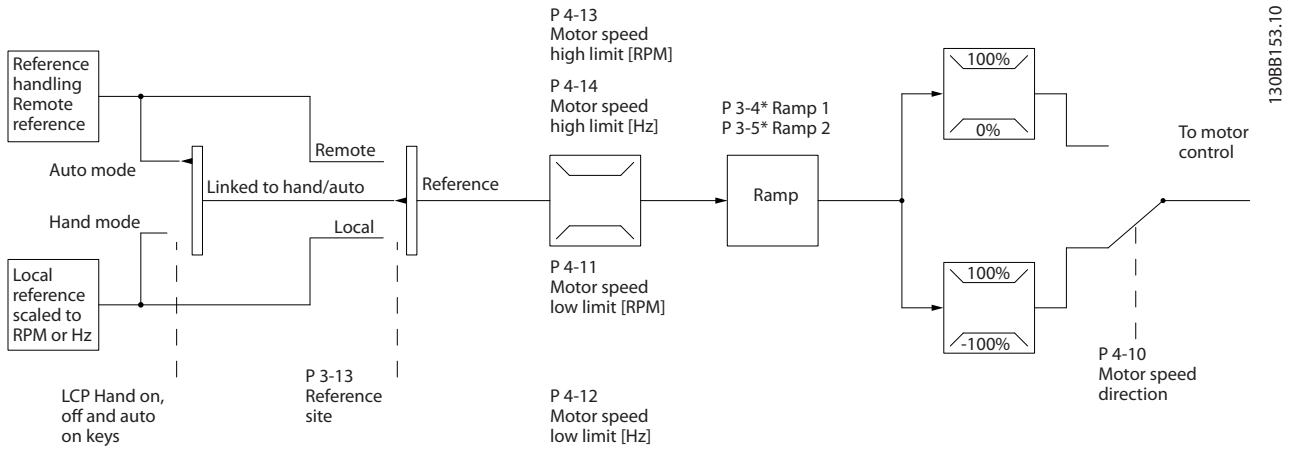 P 4-13
Motor speed
high limit [RPM]
P 4-14
Motor speed
high limit [Hz]
P 3-4* Ramp 1
P 3-5* Ramp 2
130BB153.10
Reference
handling
Remote
reference
Auto mode
Hand mode
Linked to hand/auto
Remote
Local
Reference
Ramp
100%
0%
100%
-100%
To motor
control
Local
reference
scaled to
RPM or Hz
P 4-11
Motor speed
low limit [RPM]
P 4-10
Motor speed
direction
LCP Hand on,
off and auto
on keys
P 3-13
Reference
site
P 4-12
Motor speed
low limit [Hz]